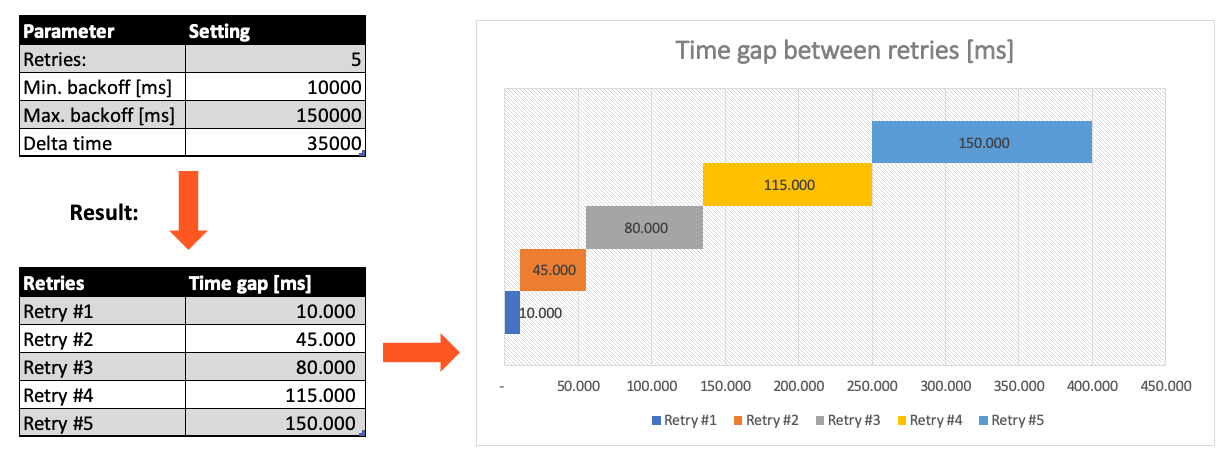 Parameter Setting
Retries: 5
Min. backoff [ms] 10000
Max. backoff [ms] 150000
Delta time 35000
Result:
Retries Time gap [ms]
Retry #1 10.000
Retry #2 45.000
Retry #3 80.000
Retry #4 115.000
Retry #5 150.000
Time gap between retries [ms]
150.000
115.000
80.000
45.000
10.000
- 50.000 100.000 150.000 200.000 250.000 300.000 350.000 400.000 450.000
Retry #1 Retry #2 Retry #3 Retry #4 Retry #5